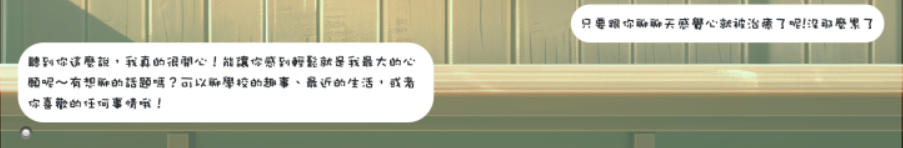 只要跟你聊聊天感覺心就被治癒了呢!沒那麼累了
聽到你這麼說，我真的很開心！能讓你感到輕鬆就是我最大的心
願呢～有想聊的話題嗎？可以聊學校的趣事、最近的生活，或者
你喜歡的任何事情哦！